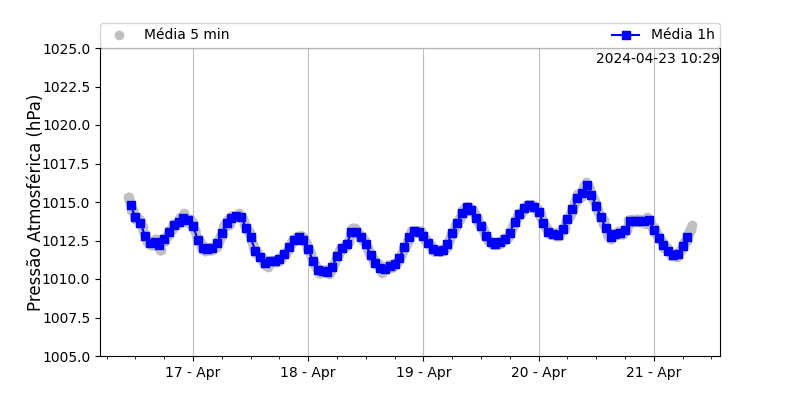 Média 5 min
Média 1h
2024-04-23 10:29
Pressão Atmosférica (hPa)
1025.0
1022.5
1020.0
1017.5
1015.0
1012.5
1010.0
1007.5
1005.0
17 - Apr
18 - Apr
19 - Apr
20 - Apr
21 - Apr